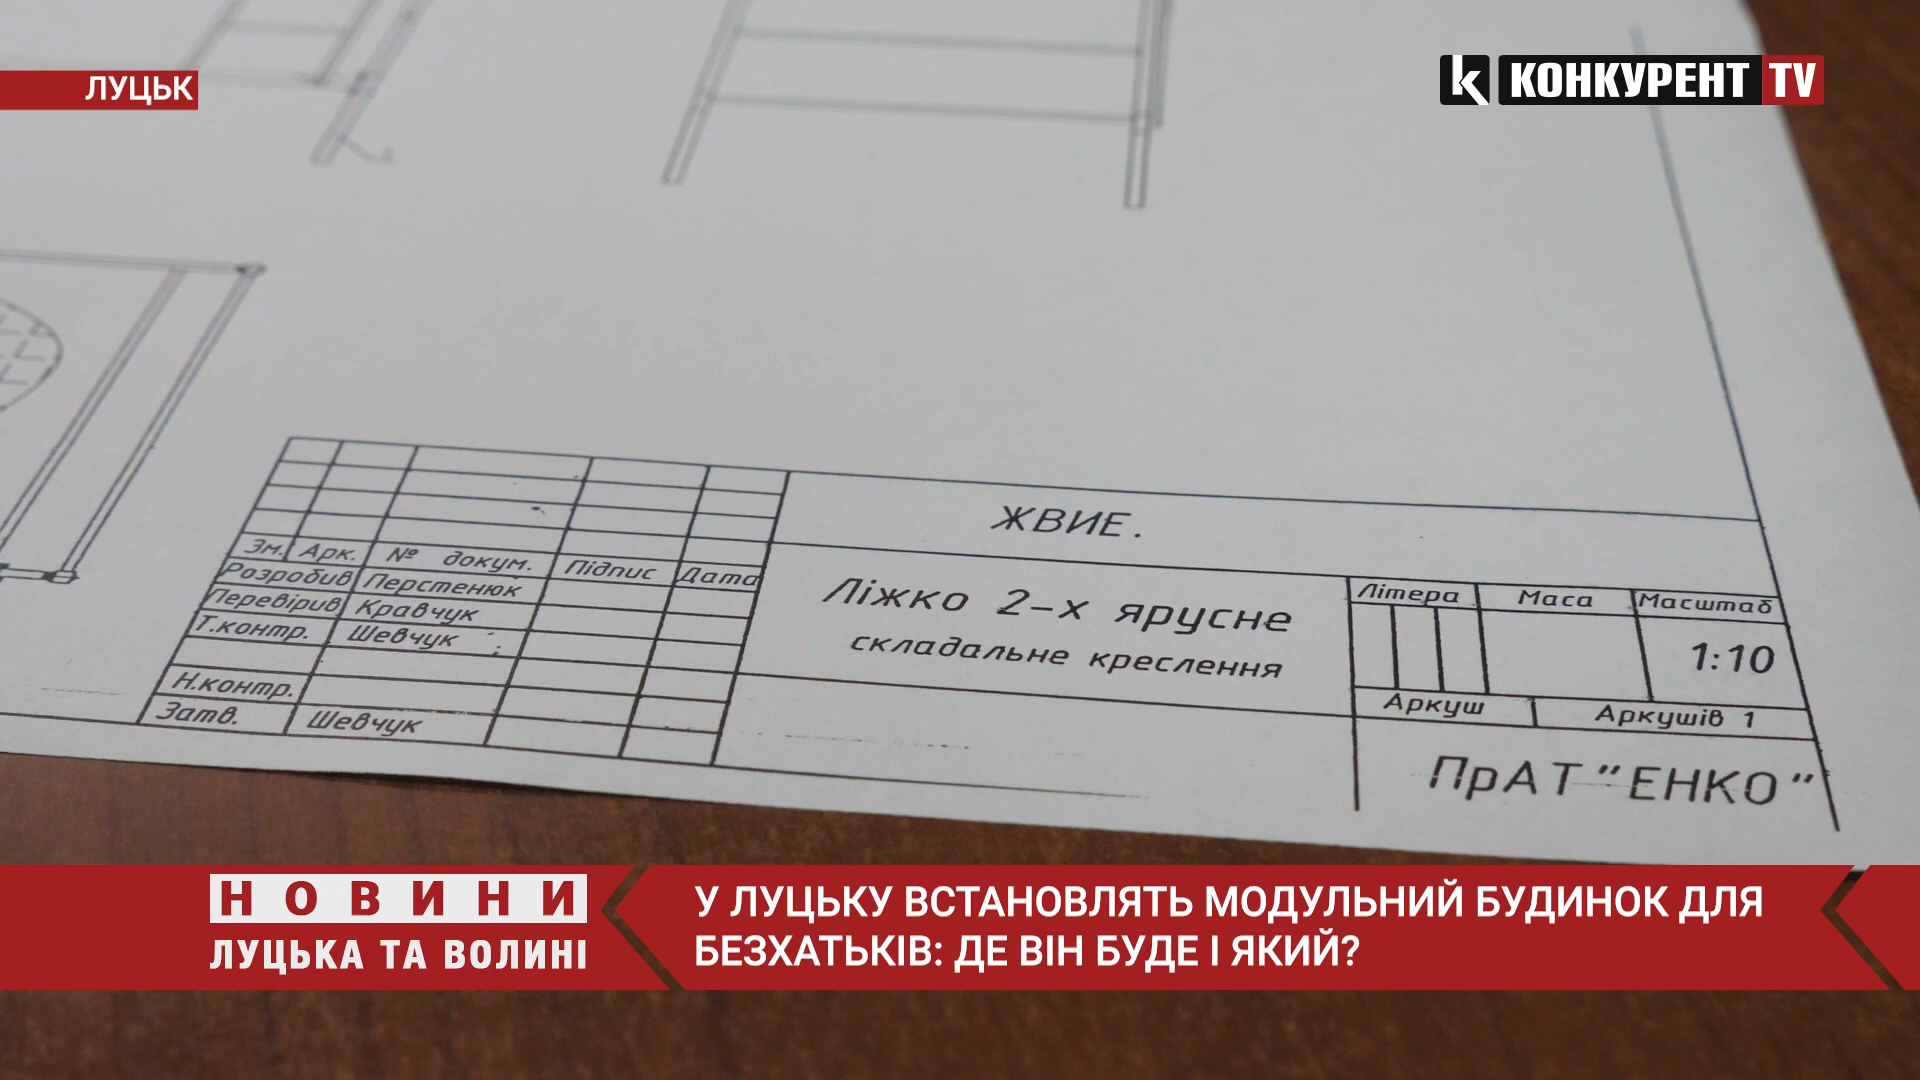 ЛУЦЬК
К КОНКУРЕНТ TV
ЖВИЕ.
Зм. Арк. № докум. Підпис Дата
Розробив Перстенюк
Перевірив Кравчук
Т.контр. Шевчук
Н.контр.
Затв. Шевчук
Ліжко 2-х ярусне
складальне креслення
Літера Маса Масштаб
1:10
Аркуш Аркушів 1
ПрАТ "ЕНКО"
НОВИНИ
ЛУЦЬКА ТА ВОЛИНІ
У ЛУЦЬКУ ВСТАНОВЛЯТЬ МОДУЛЬНИЙ БУДИНОК ДЛЯ
БЕЗХАТЬКІВ: ДЕ ВІН БУДЕ І ЯКИЙ?